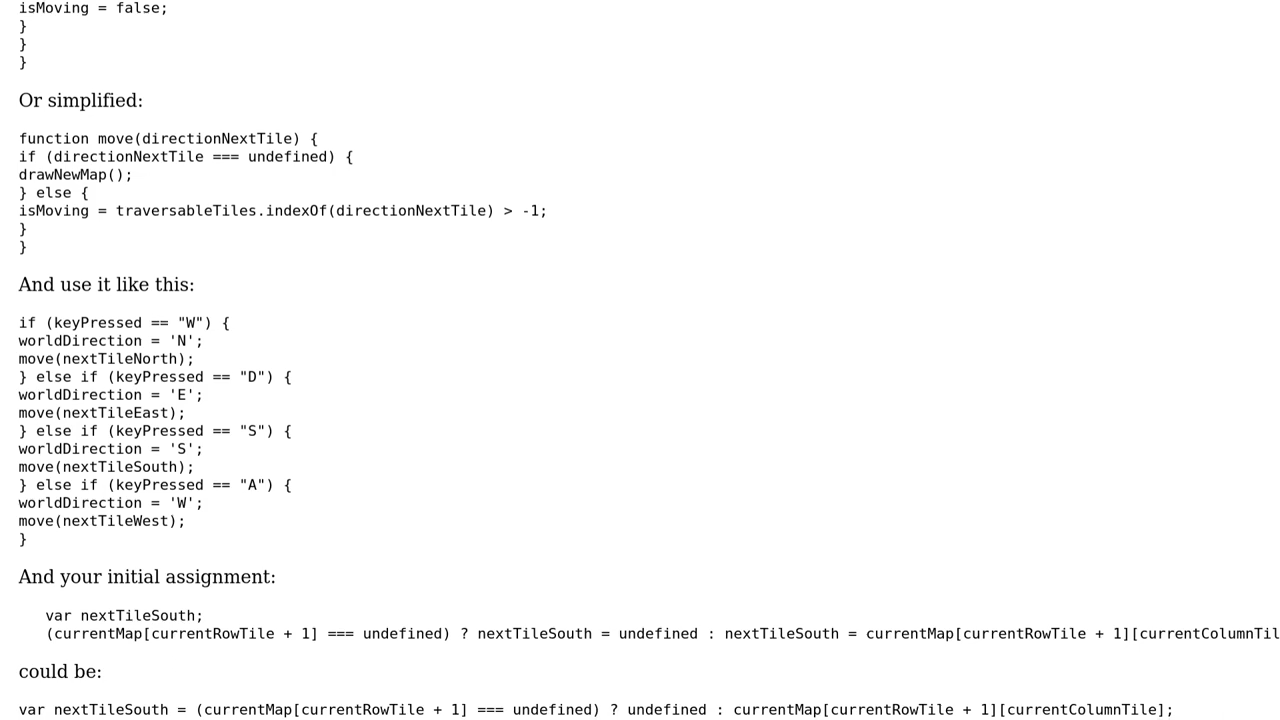 isMoving = false;
}
}
}
Or simplified:
function move(directionNextTile) {
if (directionNextTile === undefined) {
drawNewMap();
} else {
isMoving = traversableTiles.indexOf(directionNextTile) > -1;
}
}
And use it like this:
if (keyPressed == "W") {
worldDirection = 'N';
move(nextTileNorth);
} else if (keyPressed == "D") {
worldDirection = 'E';
move(nextTileEast);
} else if (keyPressed == "S") {
worldDirection = 'S';
move(nextTileSouth);
} else if (keyPressed == "A") {
worldDirection = 'W';
move(nextTileWest);
}
And your initial assignment:
var nextTileSouth;
(currentMap[currentRowTile + 1] === undefined) ? nextTileSouth = undefined : nextTileSouth = currentMap[currentRowTile + 1][currentColumnTil
could be:
var nextTileSouth = (currentMap[currentRowTile + 1] === undefined) ? undefined : currentMap[currentRowTile + 1][currentColumnTile];